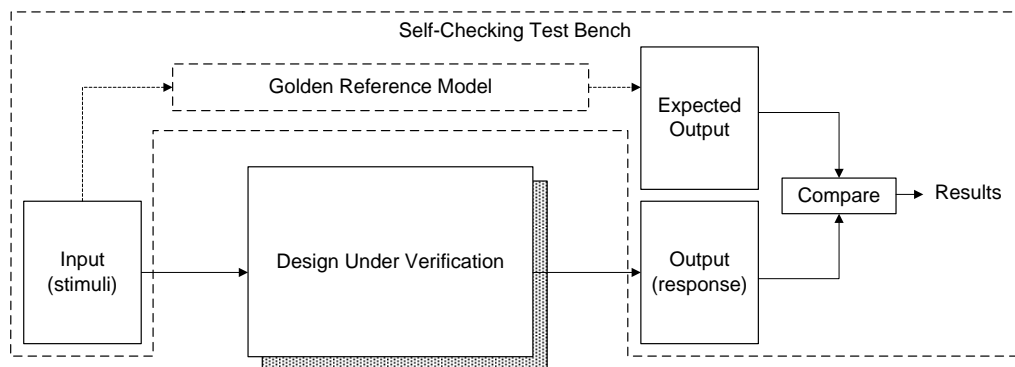 Self-Checking Test Bench
Golden Reference Model
Expected
Output
Compare
Results
Input
(stimuli)
Design Under Verification
Output
(response)